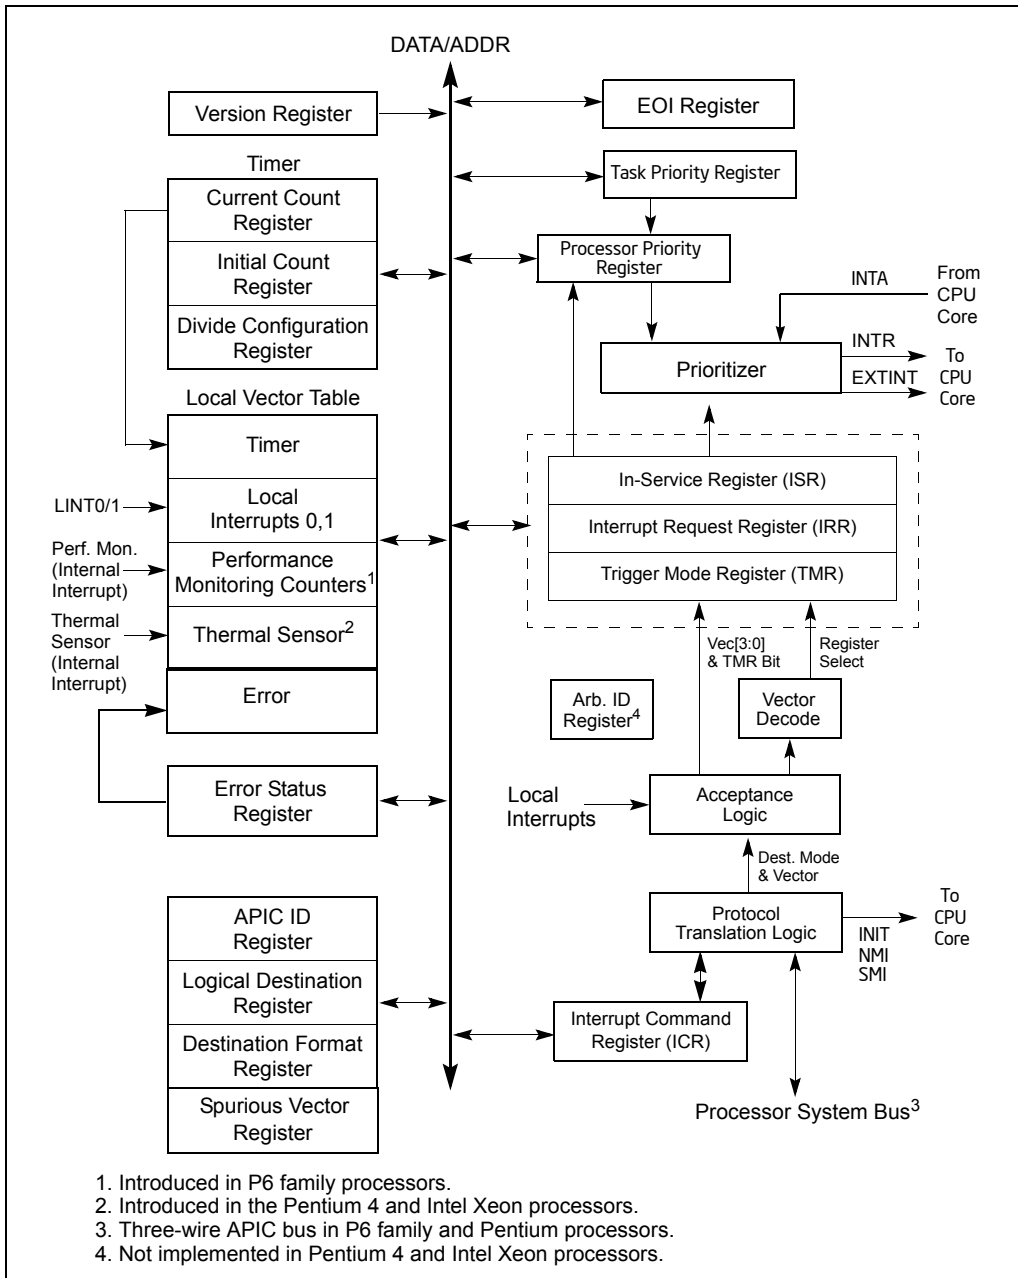 DATA/ADDR
Version Register
EOI Register
Timer
Current Count
Register
Initial Count
Register
Divide Configuration
Register
Task Priority Register
Processor Priority
Register
INTA
From
CPU
Core
Prioritizer
INTR
EXTINT
To
CPU
Core
Local Vector Table
Timer
Local
Interrupts 0,1
Performance
Monitoring Counters1
Thermal Sensor2
Error
LINT0/1
Perf. Mon.
(Internal
Interrupt)
Thermal
Sensor
(Internal
Interrupt)
In-Service Register (ISR)
Interrupt Request Register (IRR)
Trigger Mode Register (TMR)
Vec[3:0]
& TMR Bit
Register
Select
Arb. ID
Register4
Vector
Decode
Error Status
Register
Local
Interrupts
Acceptance
Logic
Dest. Mode
& Vector
Protocol
Translation Logic
INIT
NMI
SMI
To
CPU
Core
APIC ID
Register
Logical Destination
Register
Destination Format
Register
Spurious Vector
Register
Interrupt Command
Register (ICR)
Processor System Bus3
1. Introduced in P6 family processors.
2. Introduced in the Pentium 4 and Intel Xeon processors.
3. Three-wire APIC bus in P6 family and Pentium processors.
4. Not implemented in Pentium 4 and Intel Xeon processors.